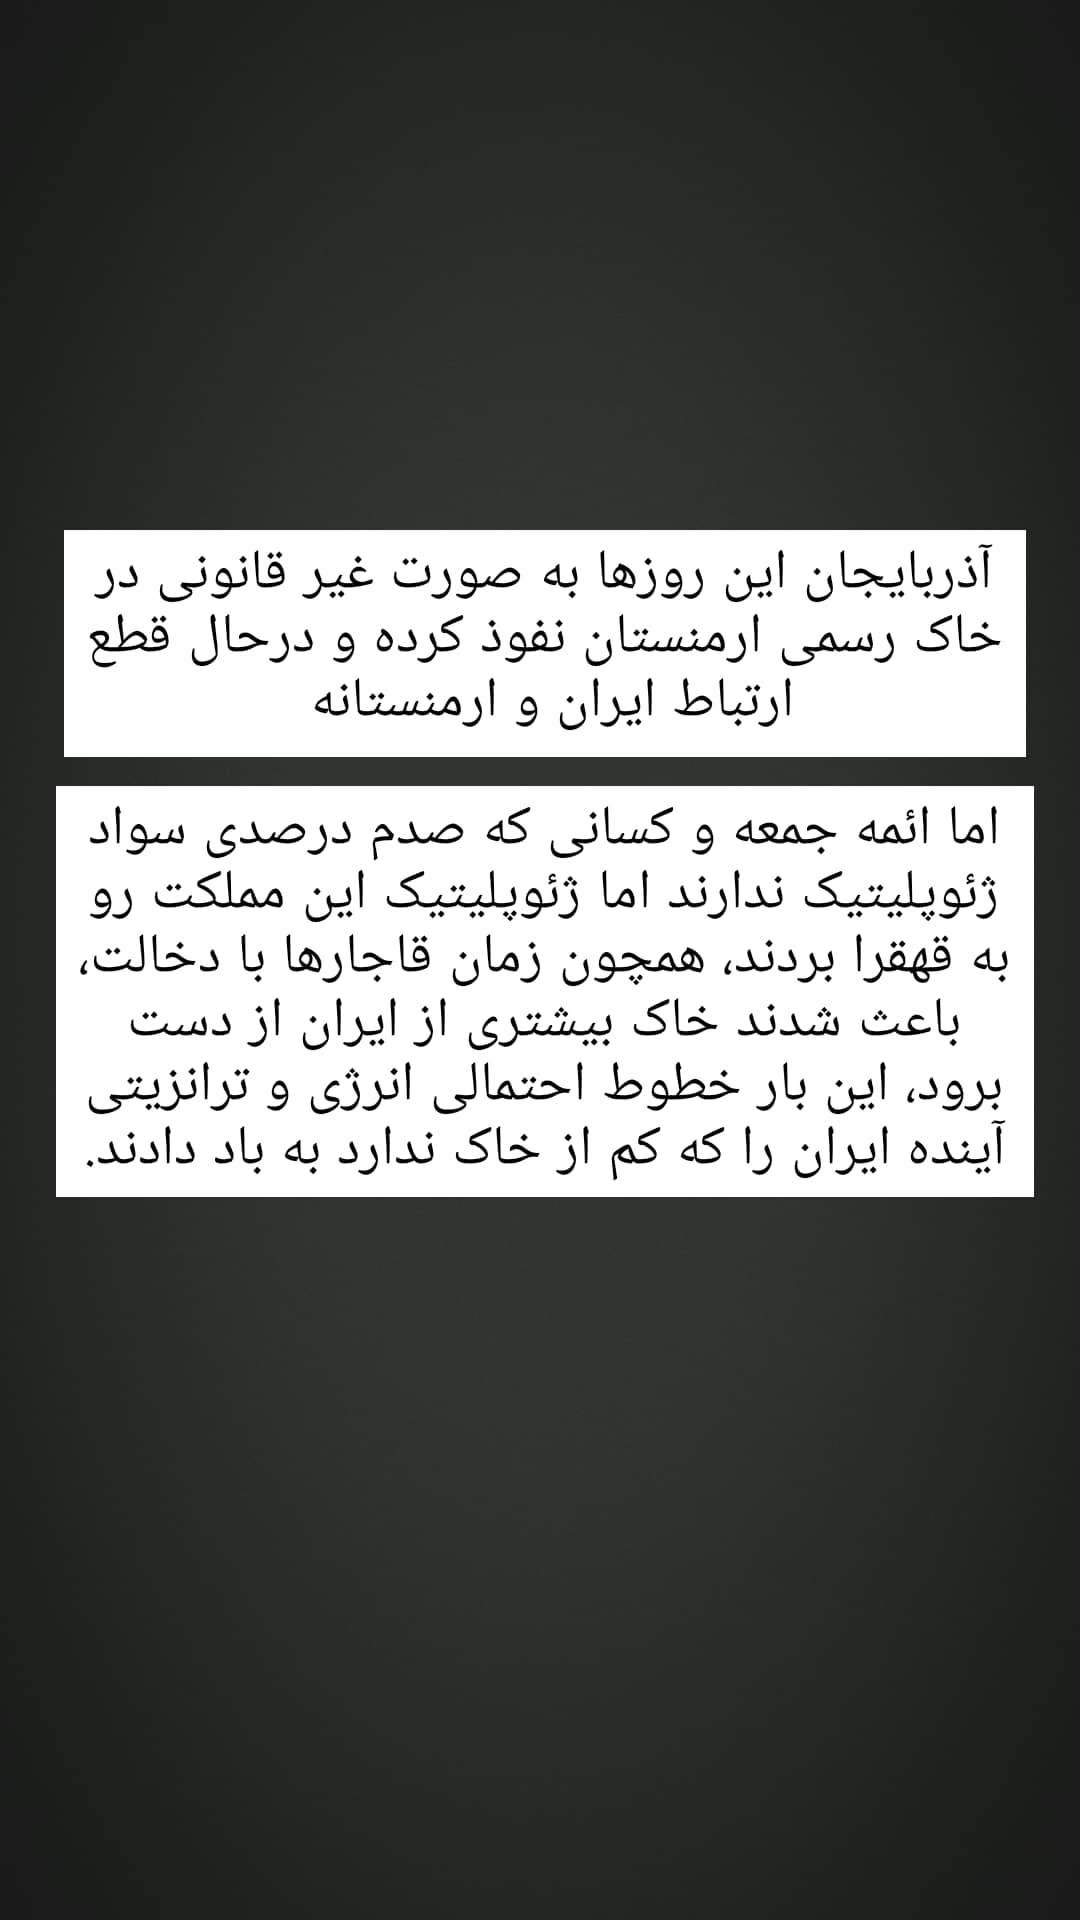 آذربایجان این روزها به صورت غیر قانونی در
خاک رسمی ارمنستان نفوذ کرده و درحال قطع
ارتباط ایران و ارمنستانه
اما ائمه جمعه و کسانی که صدم درصدی سواد
ژئوپلیتیک ندارند اما ژئوپلیتیک این مملکت رو
به قهقرا بردند، همچون زمان قاجارها با دخالت،
باعث شدند خاک بیشتری از ایران از دست
برود، این بار خطوط احتمالی انرژی و ترانزیتی
آینده ایران را که کم از خاک ندارد به باد دادند.